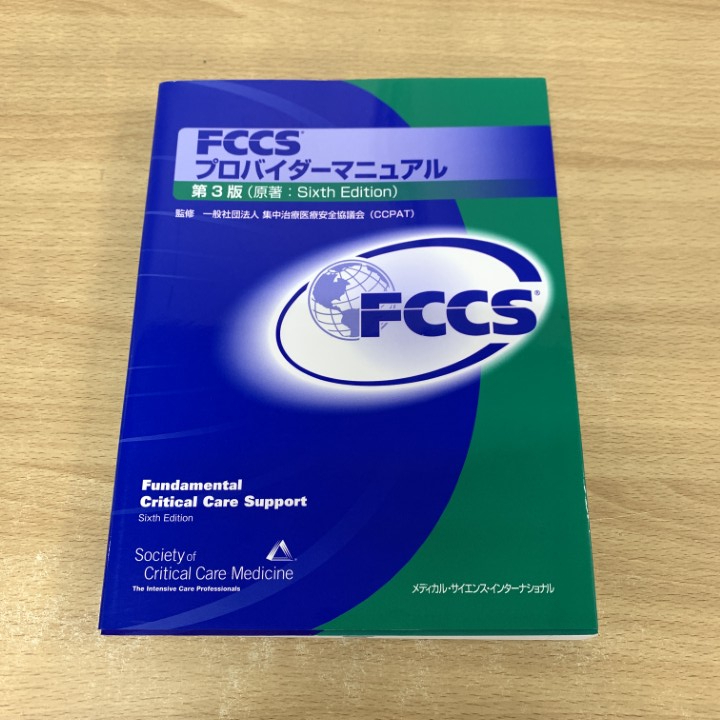 FCCS™
プロバイダーマニュアル
第3版(原著:Sixth Edition)
監修 一般社団法人 集中治療医療安全協議会(CCPAT)
FCCS®
Fundamental
Critical Care Support
Sixth Edition
Society of
Critical Care Medicine
The Intensive Care Professionals
メディカル・サイエンス・インターナショナル